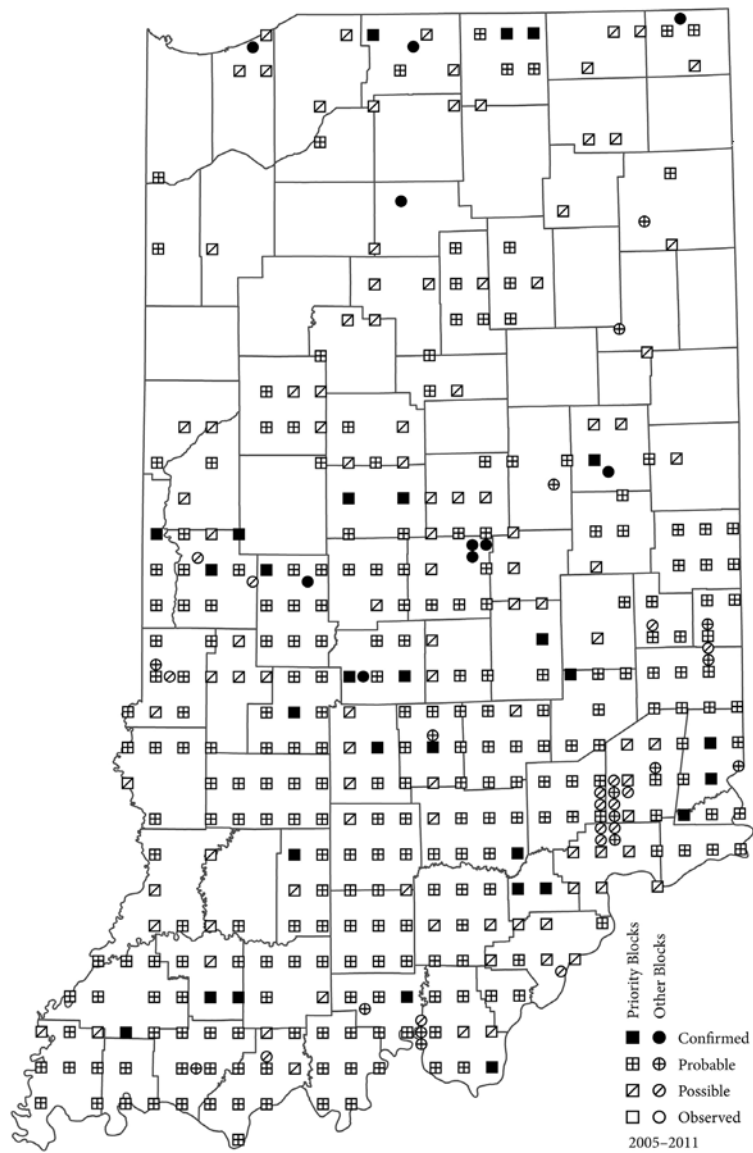 Priority Blocks
Other Blocks
Confirmed
Probable
Possible
Observed
2005–2011